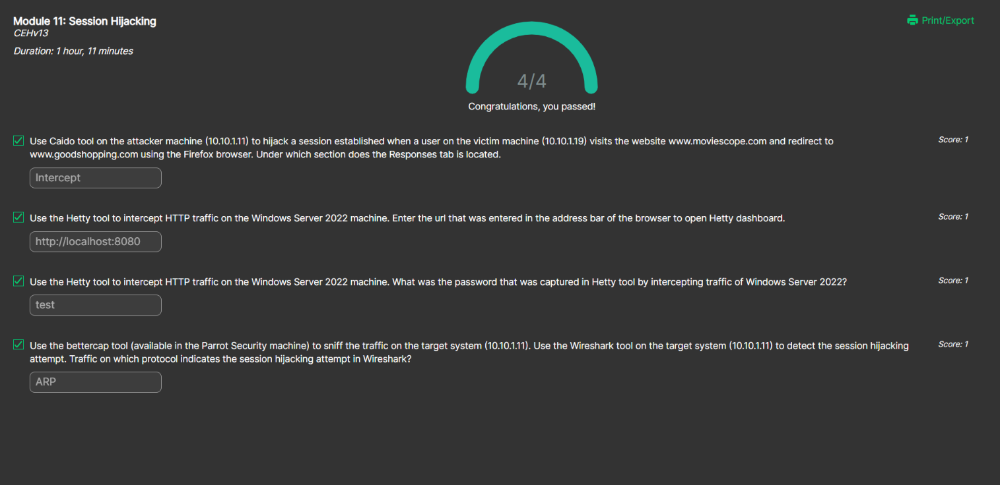 Module 11: Session Hijacking
CEHv13
Duration: 1 hour, 11 minutes
Print/Export
4/4
Congratulations, you passed!
Use Caido tool on the attacker machine (10.10.1.11) to hijack a session established when a user on the victim machine (10.10.1.19) visits the website www.moviescope.com and redirect to
www.goodshopping.com using the Firefox browser. Under which section does the Responses tab is located.
Score: 1
Intercept
Use the Hetty tool to intercept HTTP traffic on the Windows Server 2022 machine. Enter the url that was entered in the address bar of the browser to open Hetty dashboard.
Score: 1
http://localhost:8080
Use the Hetty tool to intercept HTTP traffic on the Windows Server 2022 machine. What was the password that was captured in Hetty tool by intercepting traffic of Windows Server 2022?
Score: 1
test
Use the bettercap tool (available in the Parrot Security machine) to sniff the traffic on the target system (10.10.1.11). Use the Wireshark tool on the target system (10.10.1.11) to detect the session hijacking
attempt. Traffic on which protocol indicates the session hijacking attempt in Wireshark?
Score: 1
ARP